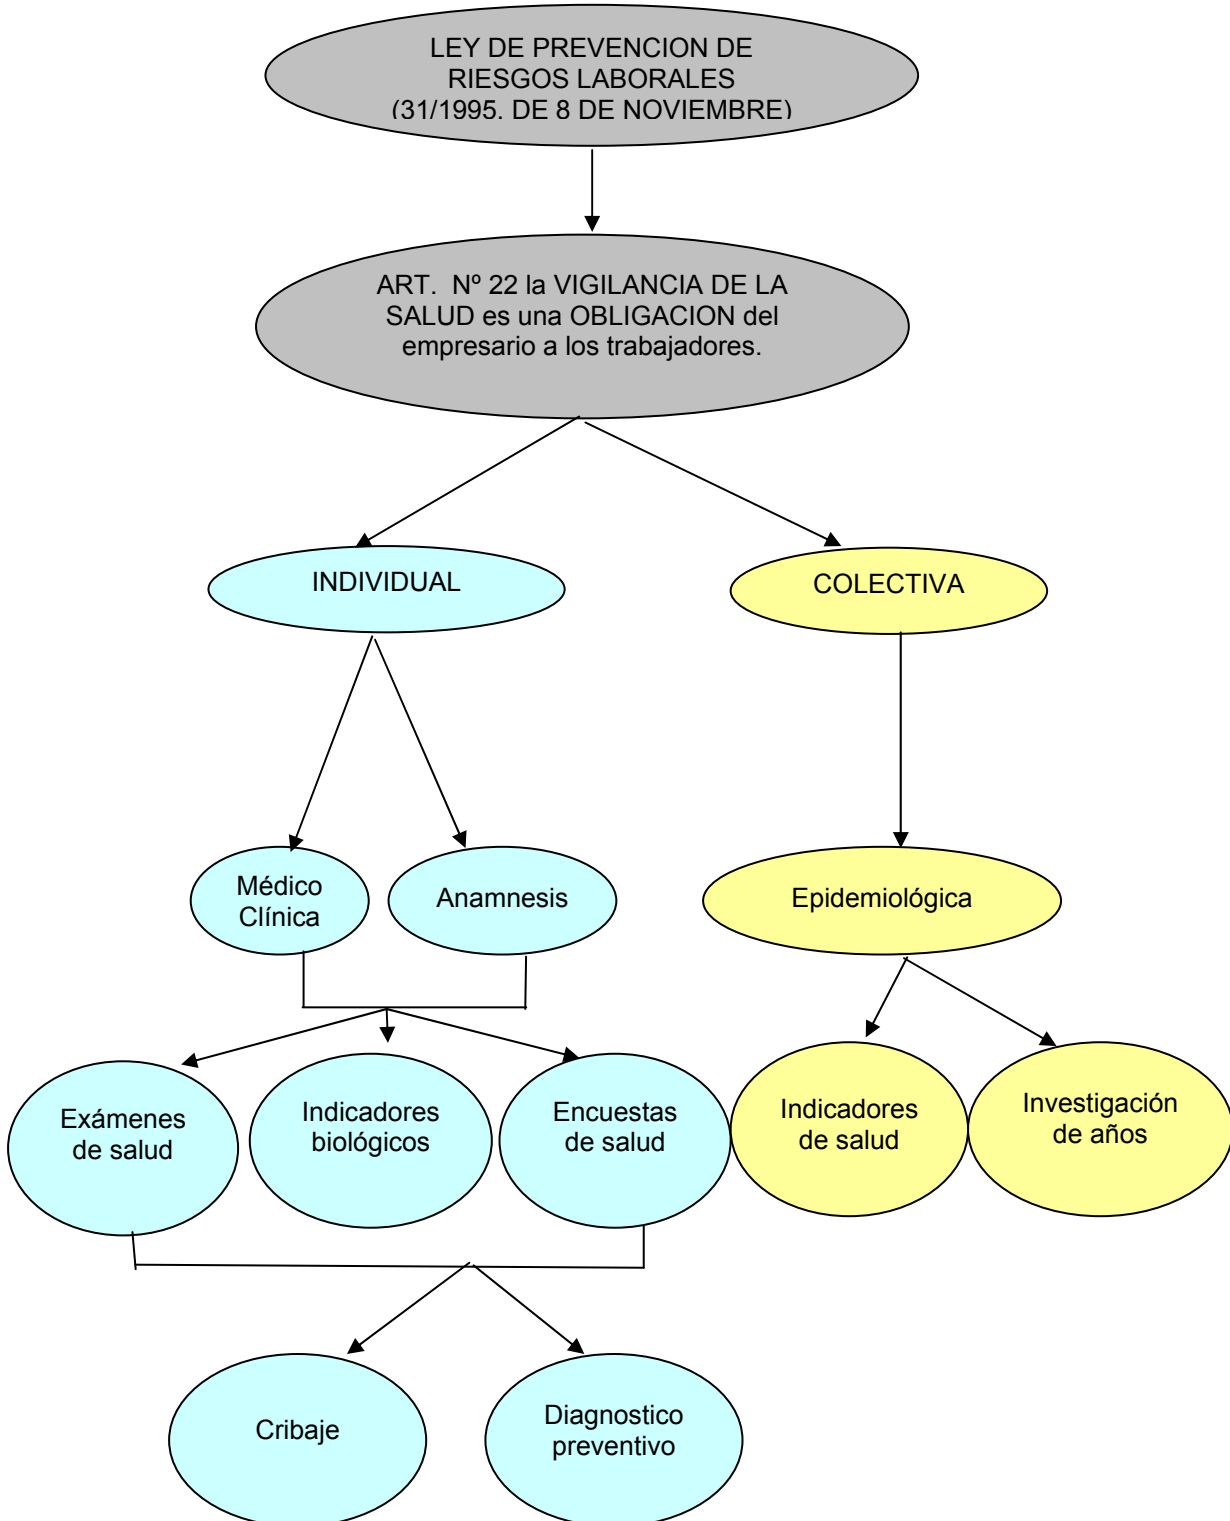 LEY DE PREVENCION DE
RIESGOS LABORALES
(31/1995. DE 8 DE NOVIEMBRE)
ART.  Nº 22 la VIGILANCIA DE LA
SALUD es una OBLIGACION del
empresario a los trabajadores.
INDIVIDUAL
COLECTIVA
Médico
Clínica
Anamnesis
Epidemiológica
Exámenes
de salud
Indicadores
biológicos
Encuestas
de salud
Indicadores
de salud
Investigación
de años
Cribaje
Diagnostico
preventivo